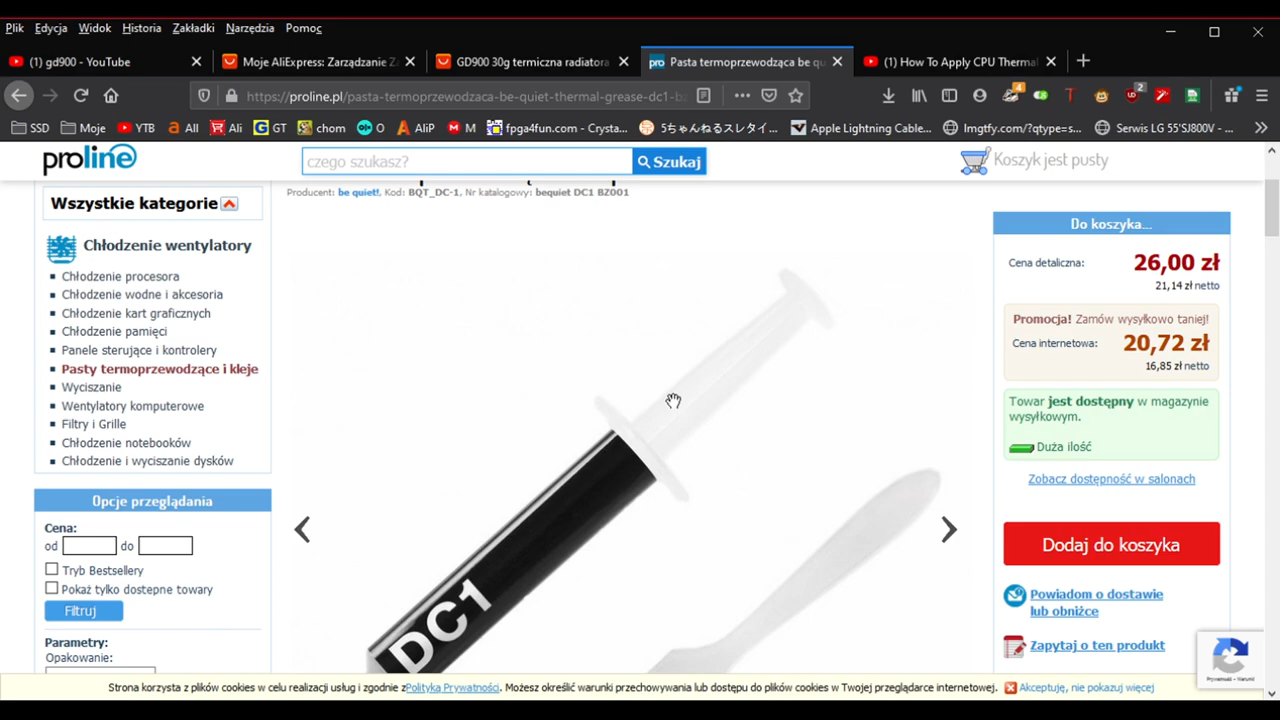 Plik Edycja Widok Historia Zakładki Narzędzia Pomoc
(1) gd900 - YouTube
Moje AliExpress: Zarządzanie Z
GD900 30g termiczna radiatora
pro Pasta termoprzewodząca be qu
(1) How To Apply CPU Thermal
https://proline.pl/pasta-termoprzewodzaca-be-quiet-thermal-grease-dc1-b
SSD Moje YTB All Ali GT chom O AliP M fpga4fun.com - Crysta... 5ちゃんねるスレタイ... Apple Lightning Cable... lmgtfy.com/?qtype=s... Serwis LG 55'SJ800V - ...
proline
czego szukasz?
Szukaj
Koszyk jest pusty
Producent: be quiet!, Kod: BQT_DC-1, Nr katalogowy: bequiet DC1 BZ001
Wszystkie kategorie
Chłodzenie wentylatory
Chłodzenie procesora
Chłodzenie wodne i akcesoria
Chłodzenie kart graficznych
Chłodzenie pamięci
Panele sterujące i kontrolery
Pasty termoprzewodzące i kleje
Wyciszanie
Wentylatory komputerowe
Filtry i Grille
Chłodzenie notebooków
Chłodzenie i wyciszanie dysków
Opcje przeglądania
Cena:
od do
Tryb Bestsellery
Pokaż tylko dostepne towary
Filtruj
Parametry:
Opakowanie:
DC1
Do koszyka...
Cena detaliczna: 26,00 zł
21,14 zł netto
Promocja! Zamów wysyłkowo taniej!
Cena internetowa: 20,72 zł
16,85 zł netto
Towar jest dostępny w magazynie
wysyłkowym.
Duża ilość
Zobacz dostępność w salonach
Dodaj do koszyka
Powiadom o dostawie
lub obniżce
Zapytaj o ten produkt
Strona korzysta z plików cookies w celu realizacji usług i zgodnie z Polityką Prywatności. Możesz określić warunki przechowywania lub dostępu do plików cookies w Twojej przeglądarce internetowej. Akceptuję, nie pokazuj więcej